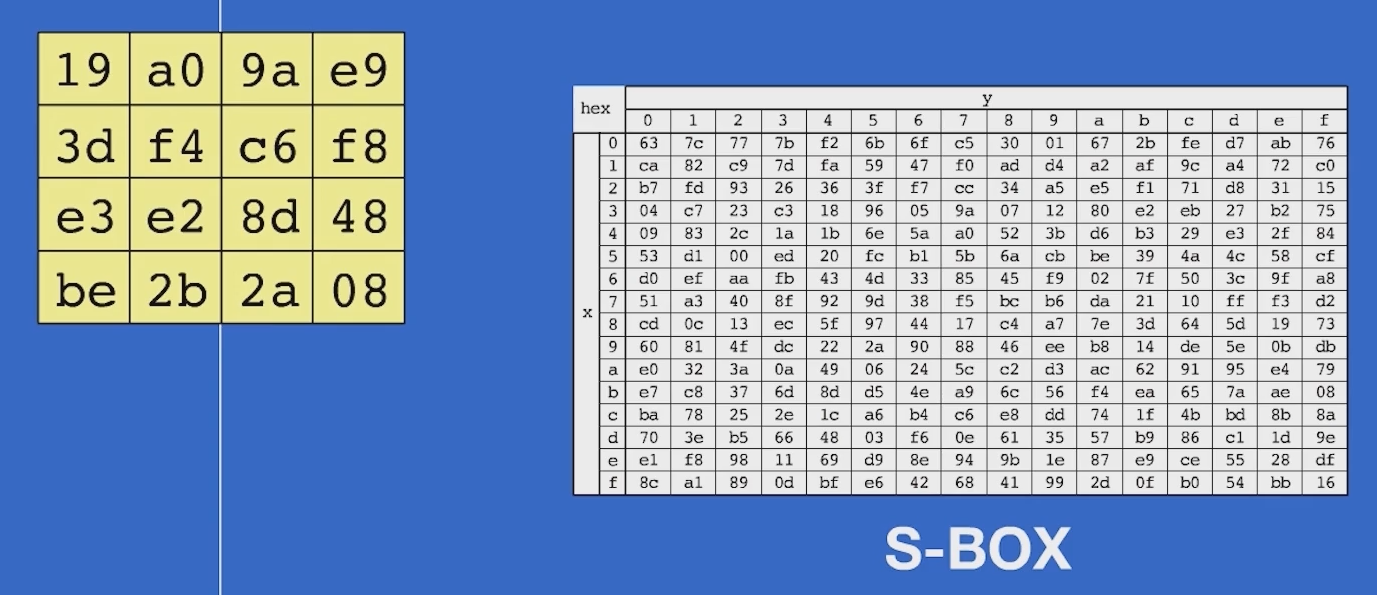 19 a0 9a e9
3d f4 c6 f8
e3 e2 8d 48
be 2b 2a 08
hex y
0 1 2 3 4 5 6 7 8 9 a b c d e f
x
0 63 7c 77 7b f2 6b 6f c5 30 01 67 2b fe d7 ab 76
1 ca 82 c9 7d fa 59 47 f0 ad d4 a2 af 9c a4 72 c0
2 b7 fd 93 26 36 3f f7 cc 34 a5 e5 f1 71 d8 31 15
3 04 c7 23 c3 18 96 05 9a 07 12 80 e2 eb 27 b2 75
4 09 83 2c 1a 1b 6e 5a a0 52 3b d6 b3 29 e3 2f 84
5 53 d1 00 ed 20 fc b1 5b 6a cb be 39 4a 4c 58 cf
6 d0 ef aa fb 43 4d 33 85 45 f9 02 7f 50 3c 9f a8
7 51 a3 40 8f 92 9d 38 f5 bc b6 da 21 10 ff f3 d2
8 cd 0c 13 ec 5f 97 44 17 c4 a7 7e 3d 64 5d 19 73
9 60 81 4f dc 22 2a 90 88 46 ee b8 14 de 5e 0b db
a e0 32 3a 0a 49 06 24 5c c2 d3 ac 62 91 95 e4 79
b e7 c8 37 6d 8d d5 4e a9 6c 56 f4 ea 65 7a ae 08
c ba 78 25 2e 1c a6 b4 c6 e8 dd 74 1f 4b bd 8b 8a
d 70 3e b5 66 48 03 f6 0e 61 35 57 b9 86 c1 1d 9e
e e1 f8 98 11 69 d9 8e 94 9b 1e 87 e9 ce 55 28 df
f 8c a1 89 0d bf e6 42 68 41 99 2d 0f b0 54 bb 16
S-BOX